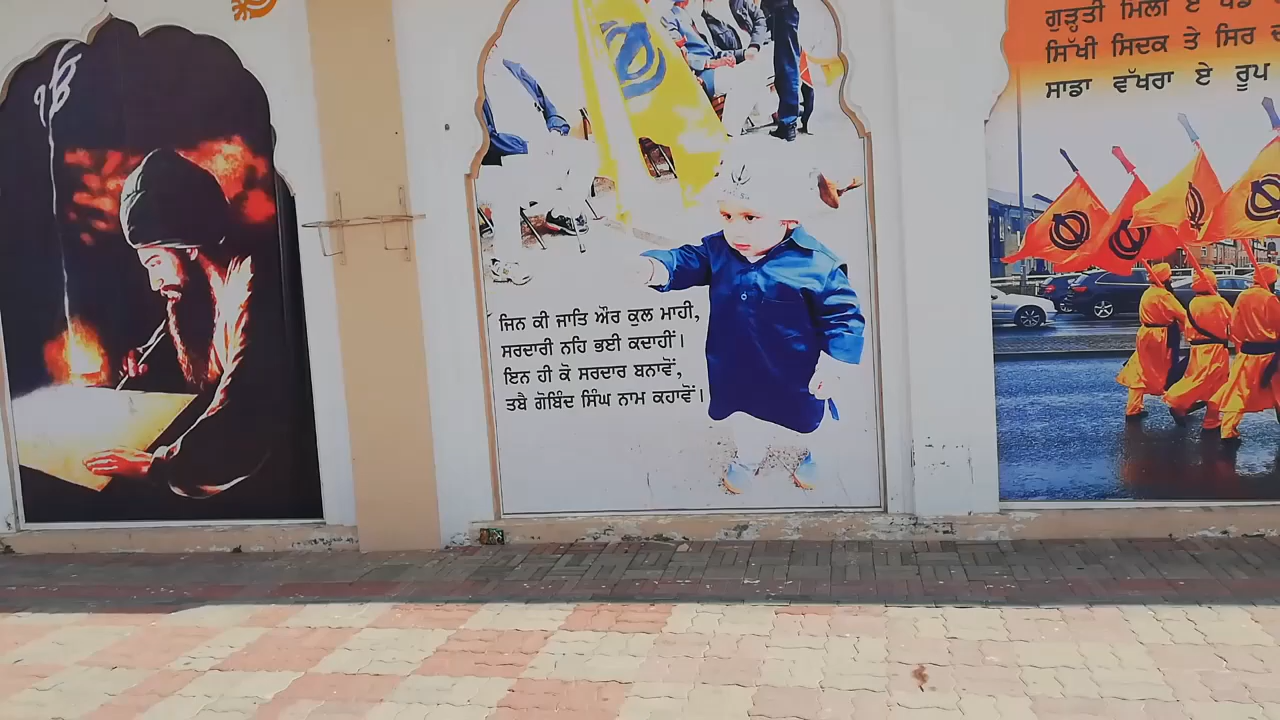 ੴ
ਜਿਨ ਕੀ ਜਾਤਿ ਔਰ ਕੁਲ ਮਾਹੀ,
ਸਰਦਾਰੀ ਨਹਿ ਭਈ ਕਦਾਹੀਂ।
ਇਨ ਹੀ ਕੋ ਸਰਦਾਰ ਬਨਾਵੋਂ,
ਤਬੈ ਗੋਬਿੰਦ ਸਿੰਘ ਨਾਮ ਕਹਾਵੋਂ।
ਗੁੜ੍ਹਤੀ ਮਿਲੀ ਏ
ਸਿੱਖੀ ਸਿਦਕ ਤੇ ਸਿਰ
ਸਾਡਾ ਵੱਖਰਾ ਏ ਰੂਪ